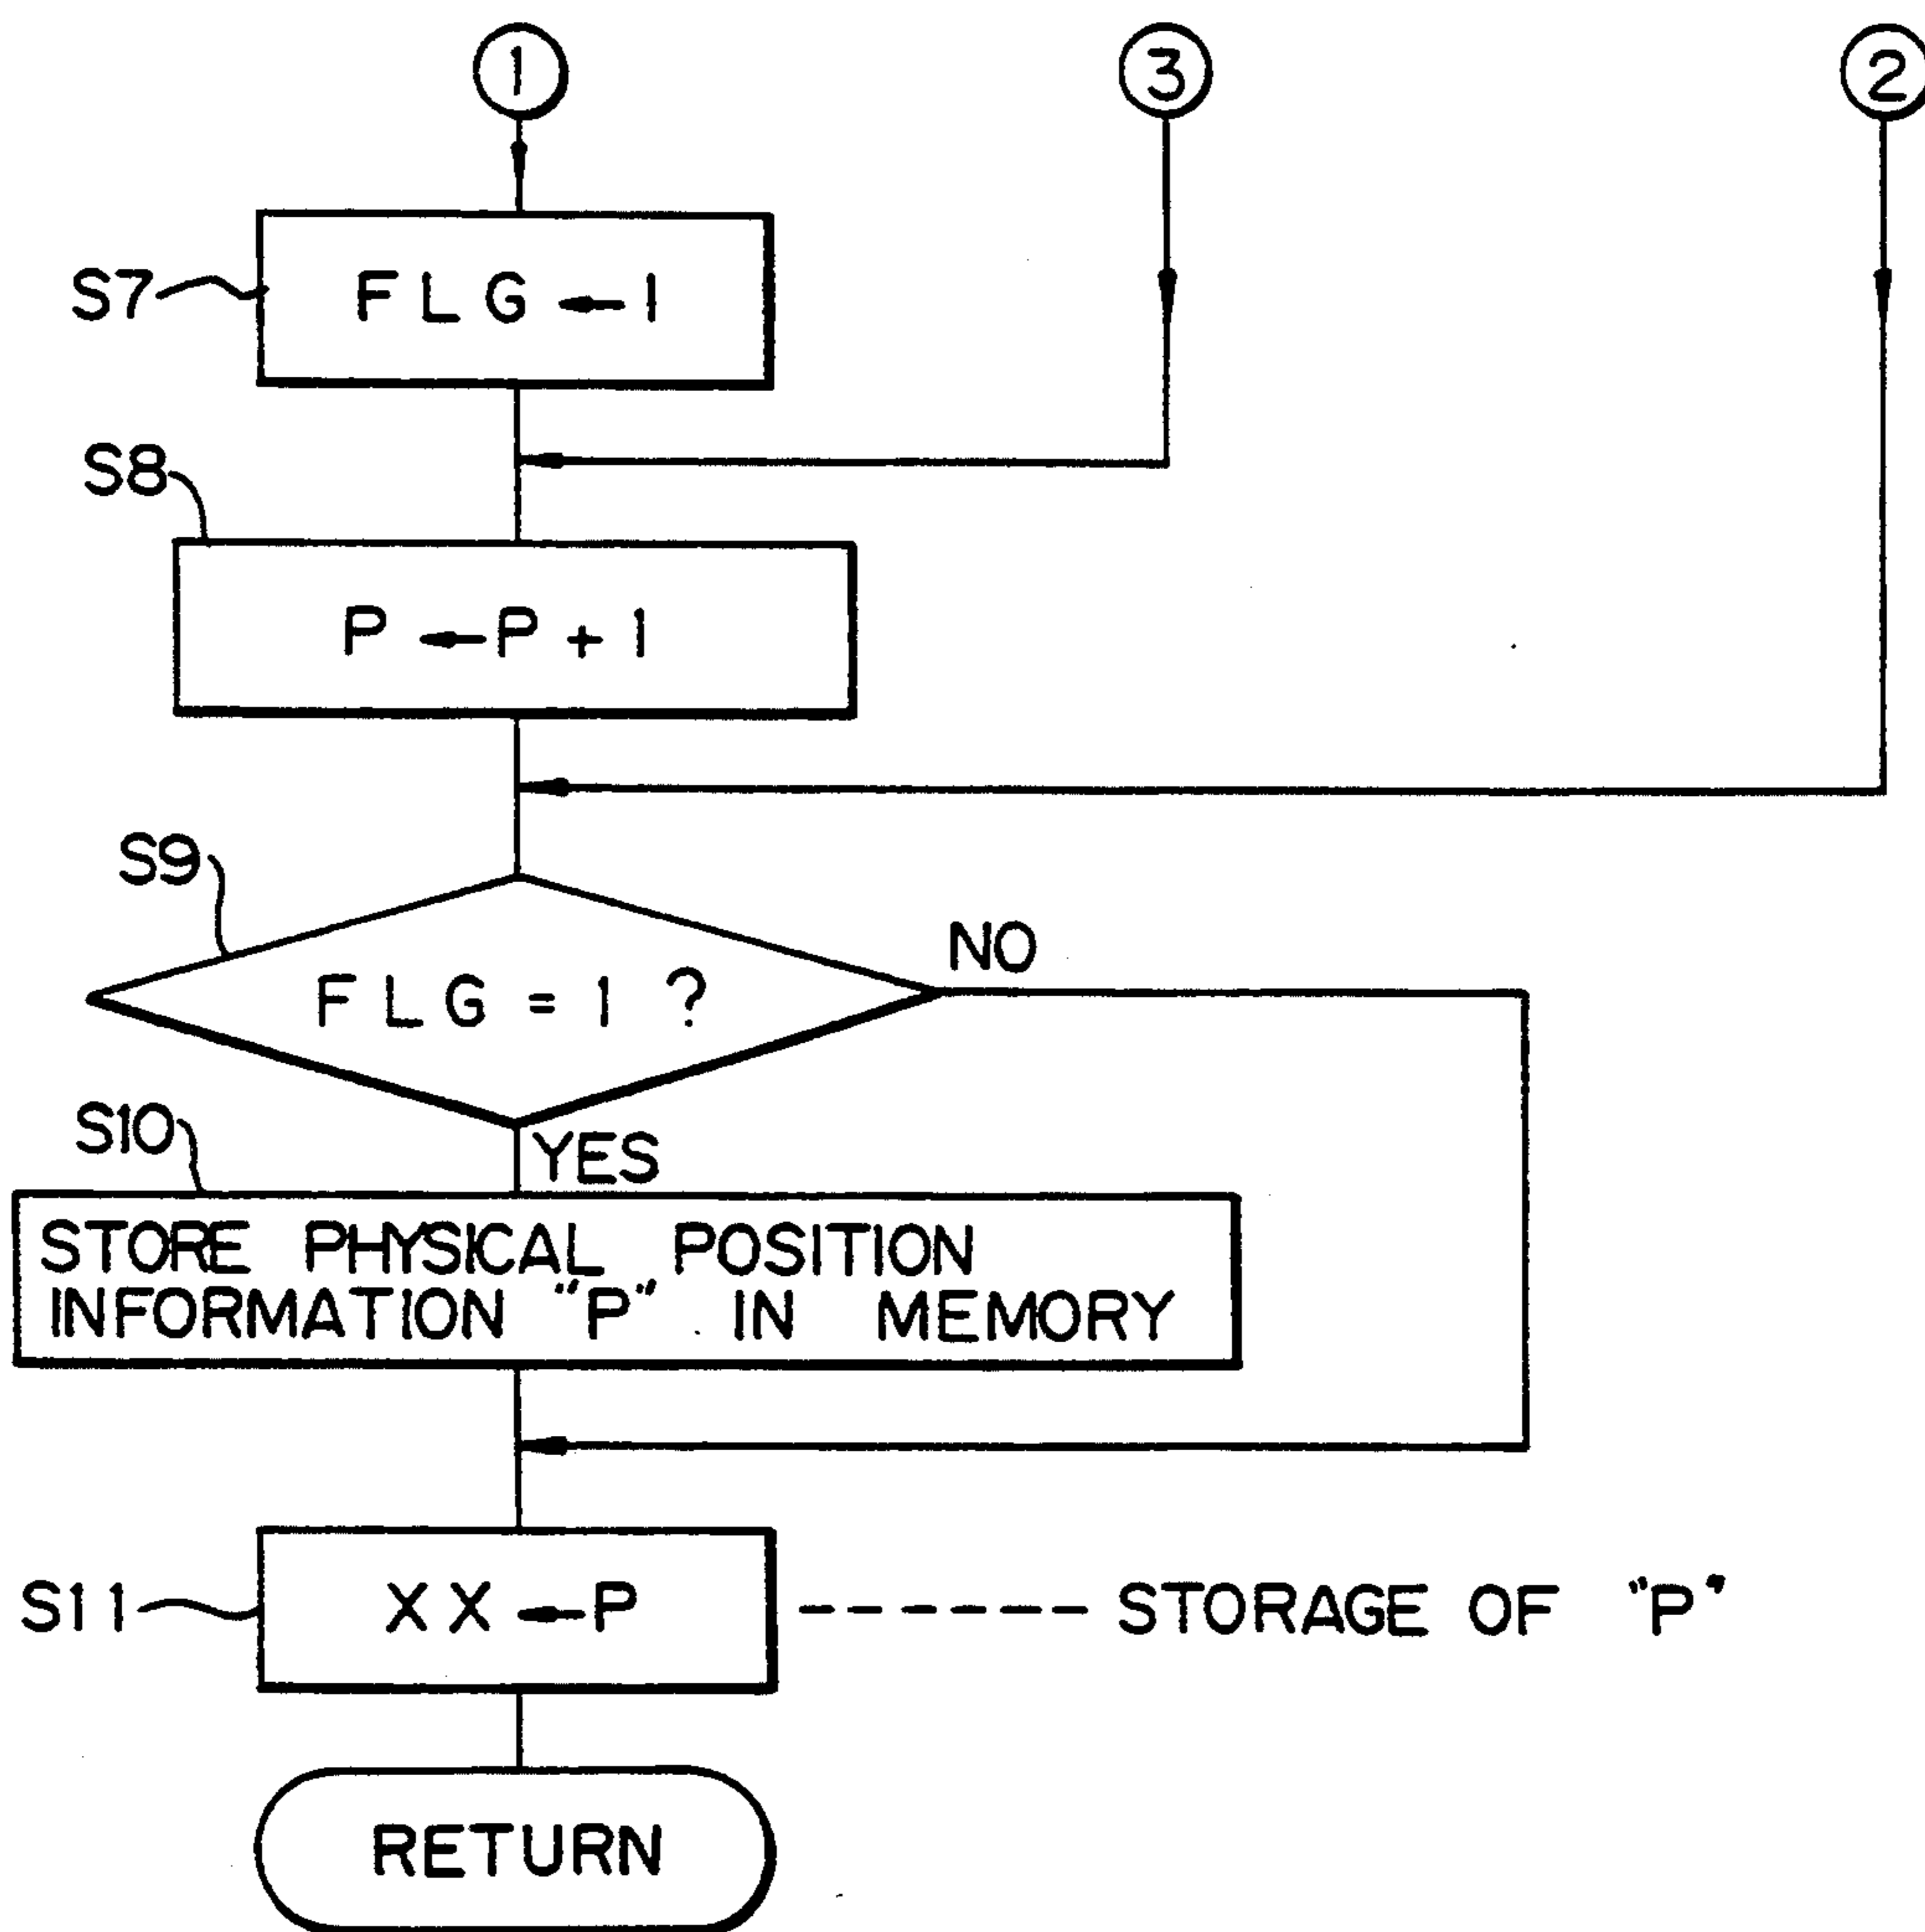 1
3
2
S7
FLG ← 1
S8
P ← P + 1
S9
FLG = 1 ?
NO
S10
YES
STORE PHYSICAL POSITION
INFORMATION "P" IN MEMORY
S11
XX ← P
STORAGE OF "P"
RETURN